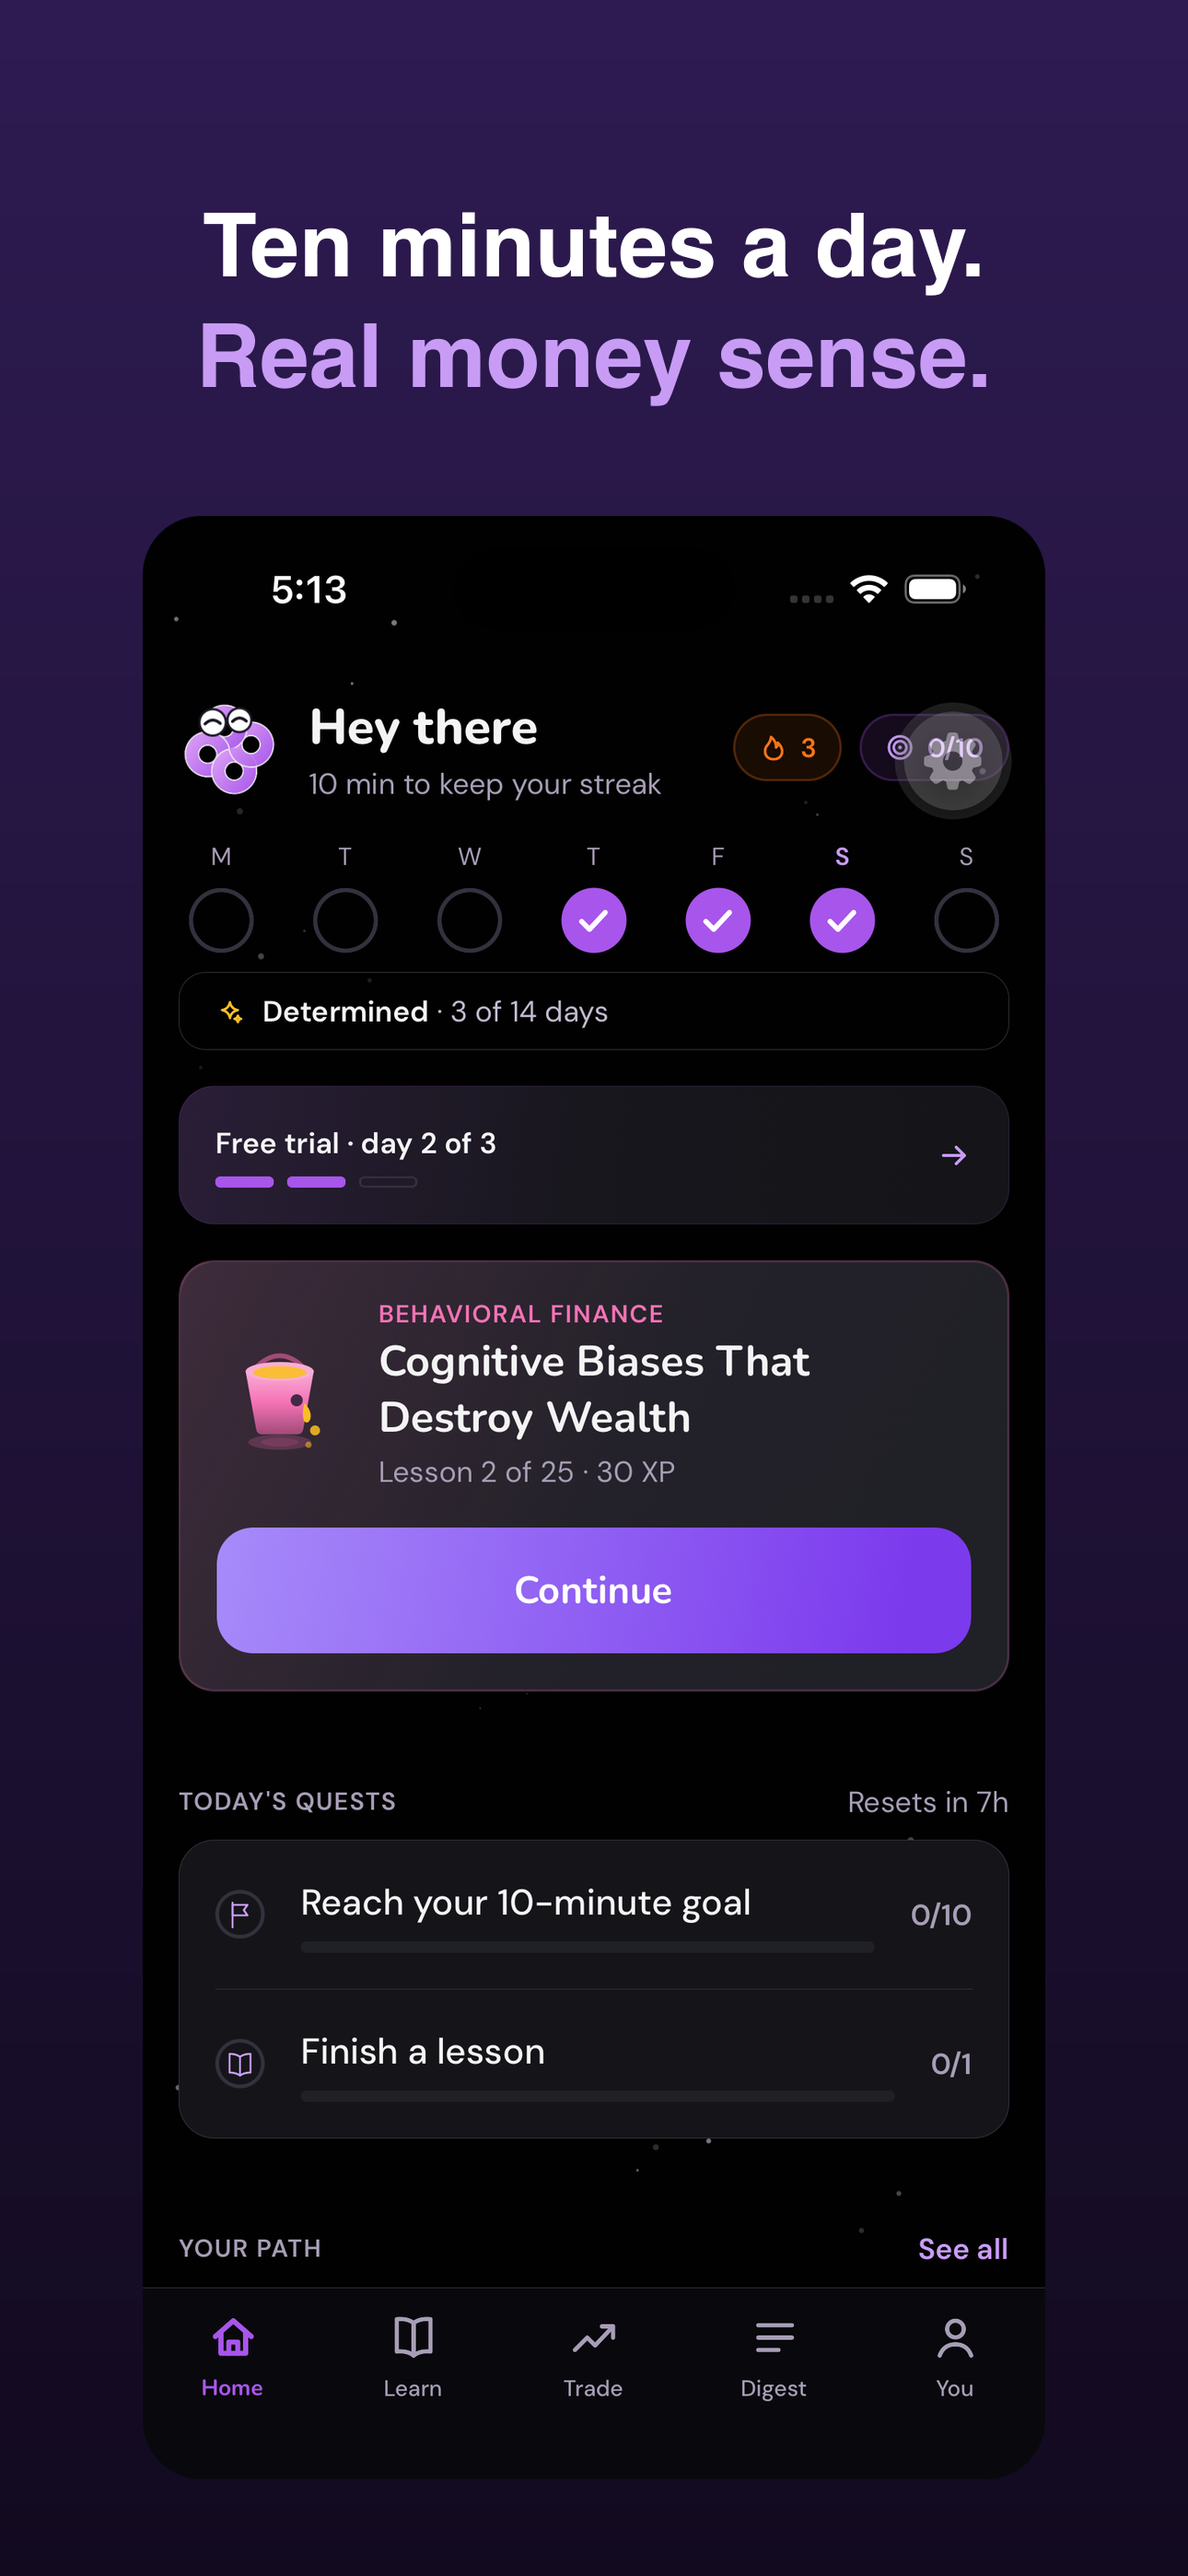 Ten minutes a day.
Real money sense.
5:13
Hey there
10 min to keep your streak
3
0/10
M T W T F S S
Determined · 3 of 14 days
Free trial · day 2 of 3
BEHAVIORAL FINANCE
Cognitive Biases That
Destroy Wealth
Lesson 2 of 25 · 30 XP
Continue
TODAY'S QUESTS
Resets in 7h
Reach your 10-minute goal
0/10
Finish a lesson
0/1
YOUR PATH
See all
Home
Learn
Trade
Digest
You